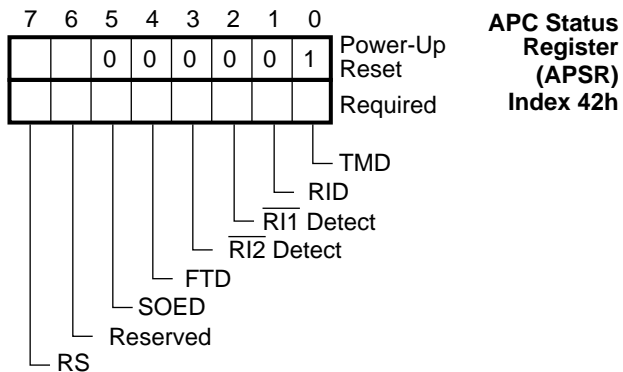 7 6 5 4 3 2 1 0
APC Status
Register
(APSR)
Index 42h
0 0 0 0 0 1
Power-Up
Reset
Required
TMD
RID
RI1 Detect
RI2 Detect
FTD
SOED
Reserved
RS